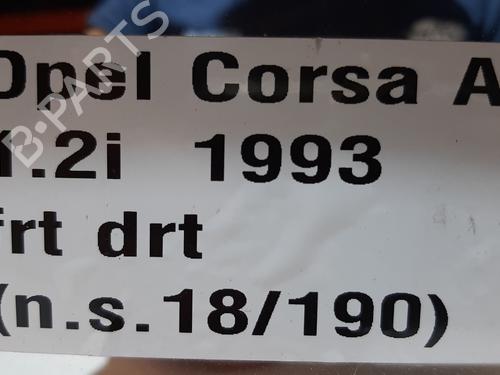 Opel Corsa A
1.2i 1993
frt drt
(n.s.18/190)
B-PARTS